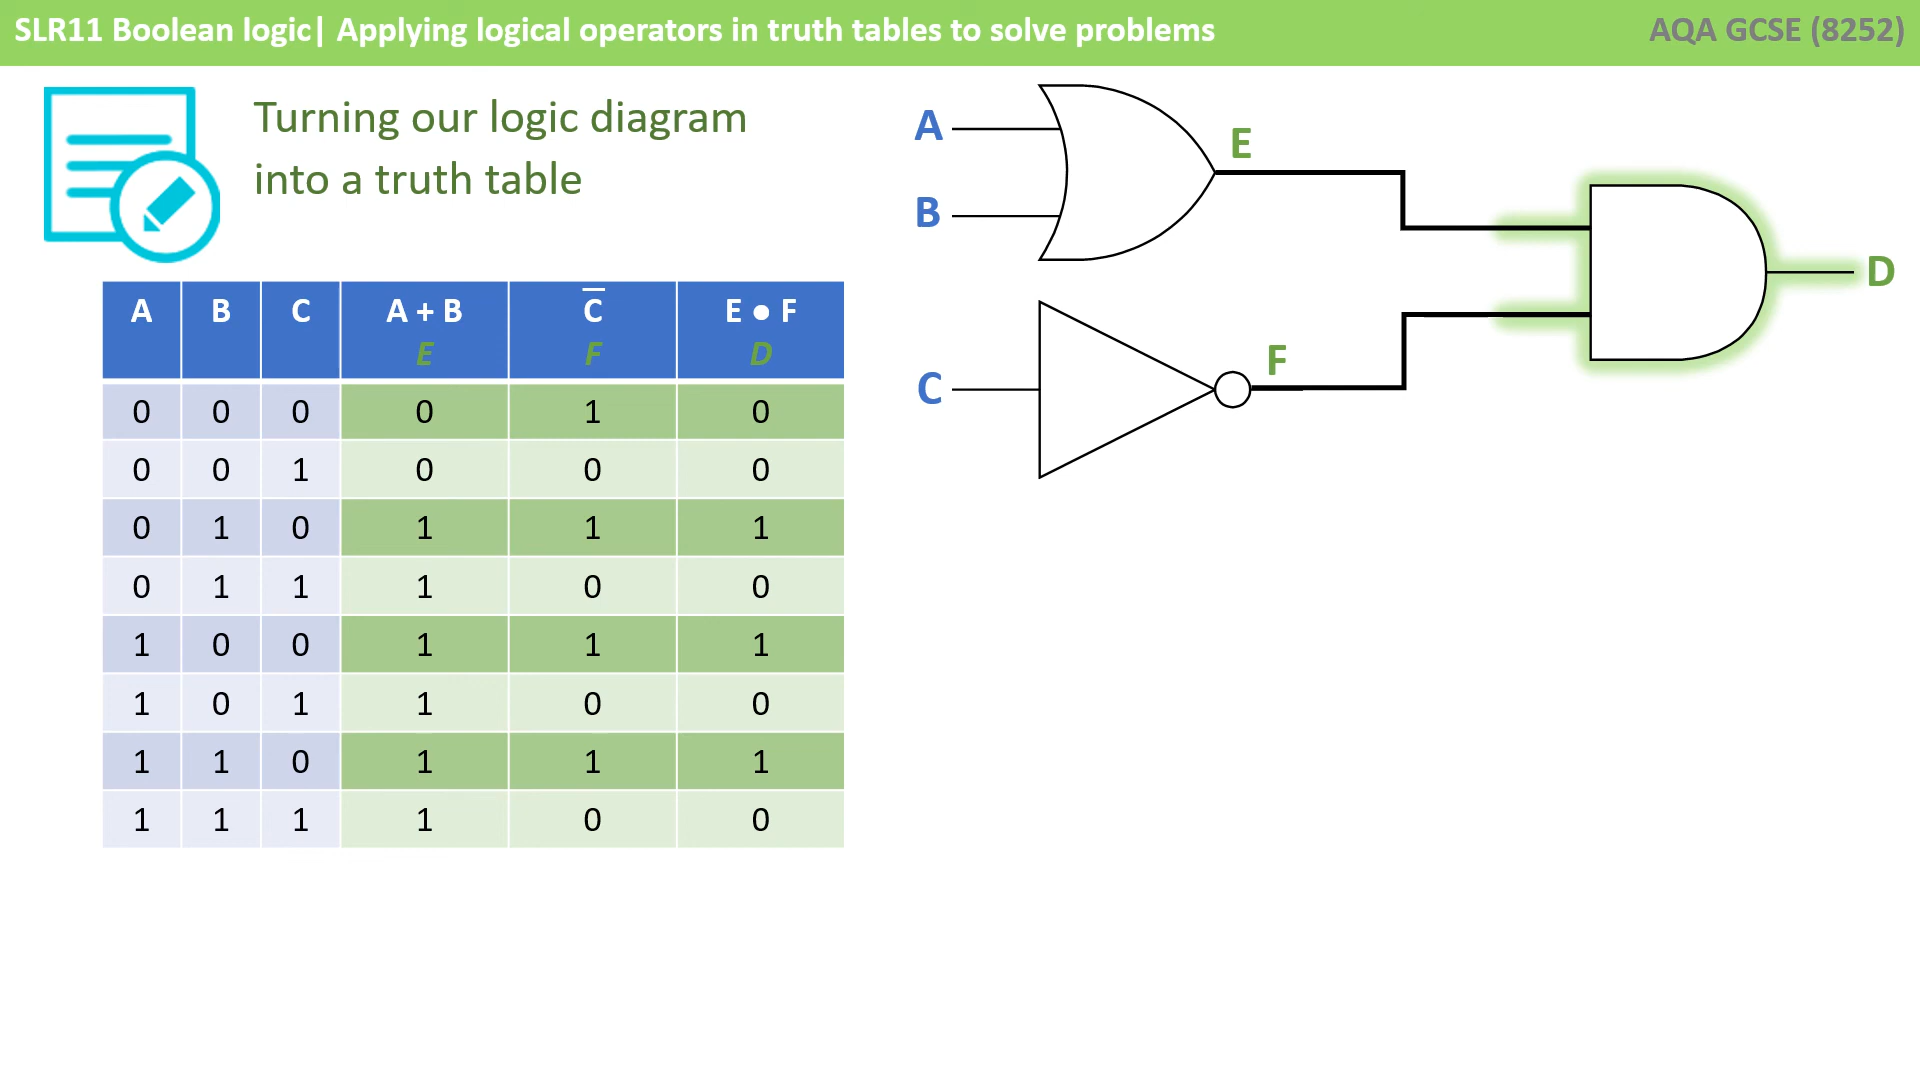 SLR11 Boolean logic| Applying logical operators in truth tables to solve problems
AQA GCSE (8252)
Turning our logic diagram
into a truth table
A B C A + B C̅ E ● F
E F D
0 0 0 0 1 0
0 0 1 0 0 0
0 1 0 1 1 1
0 1 1 1 0 0
1 0 0 1 1 1
1 0 1 1 0 0
1 1 0 1 1 1
1 1 1 1 0 0
A
B
C
E
F
D